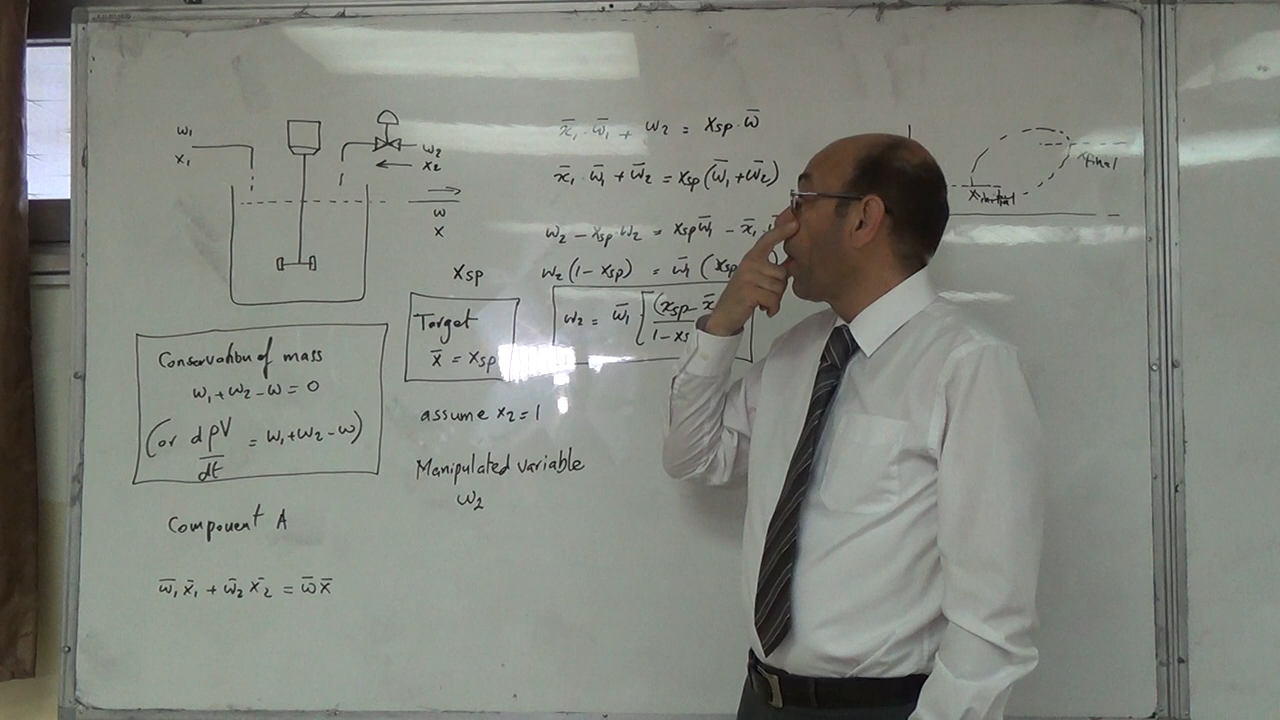 w₁
x₁
w₂
x₂
w
x
Conservation of mass
w₁ + w₂ - w = 0
(or dρV/dt = w₁ + w₂ - w)
Component A
w̄₁ x̄₁ + w̄₂ x̄₂ = w̄ x̄
xsp
Target
x̄ = xsp
assume x₂ = 1
Manipulated variable
w₂
x̄₁ · w̄₁ + w₂ = xsp · w̄
x̄₁ · w̄₁ + w̄₂ = xsp (w̄₁ + w̄₂)
w₂ - xsp · w₂ = xsp w̄₁ - x̄₁ ·
w₂ (1 - xsp) = w̄₁ (xsp
w₂ = w̄₁ [(xsp - x̄ / 1 - xs
final
xinitial